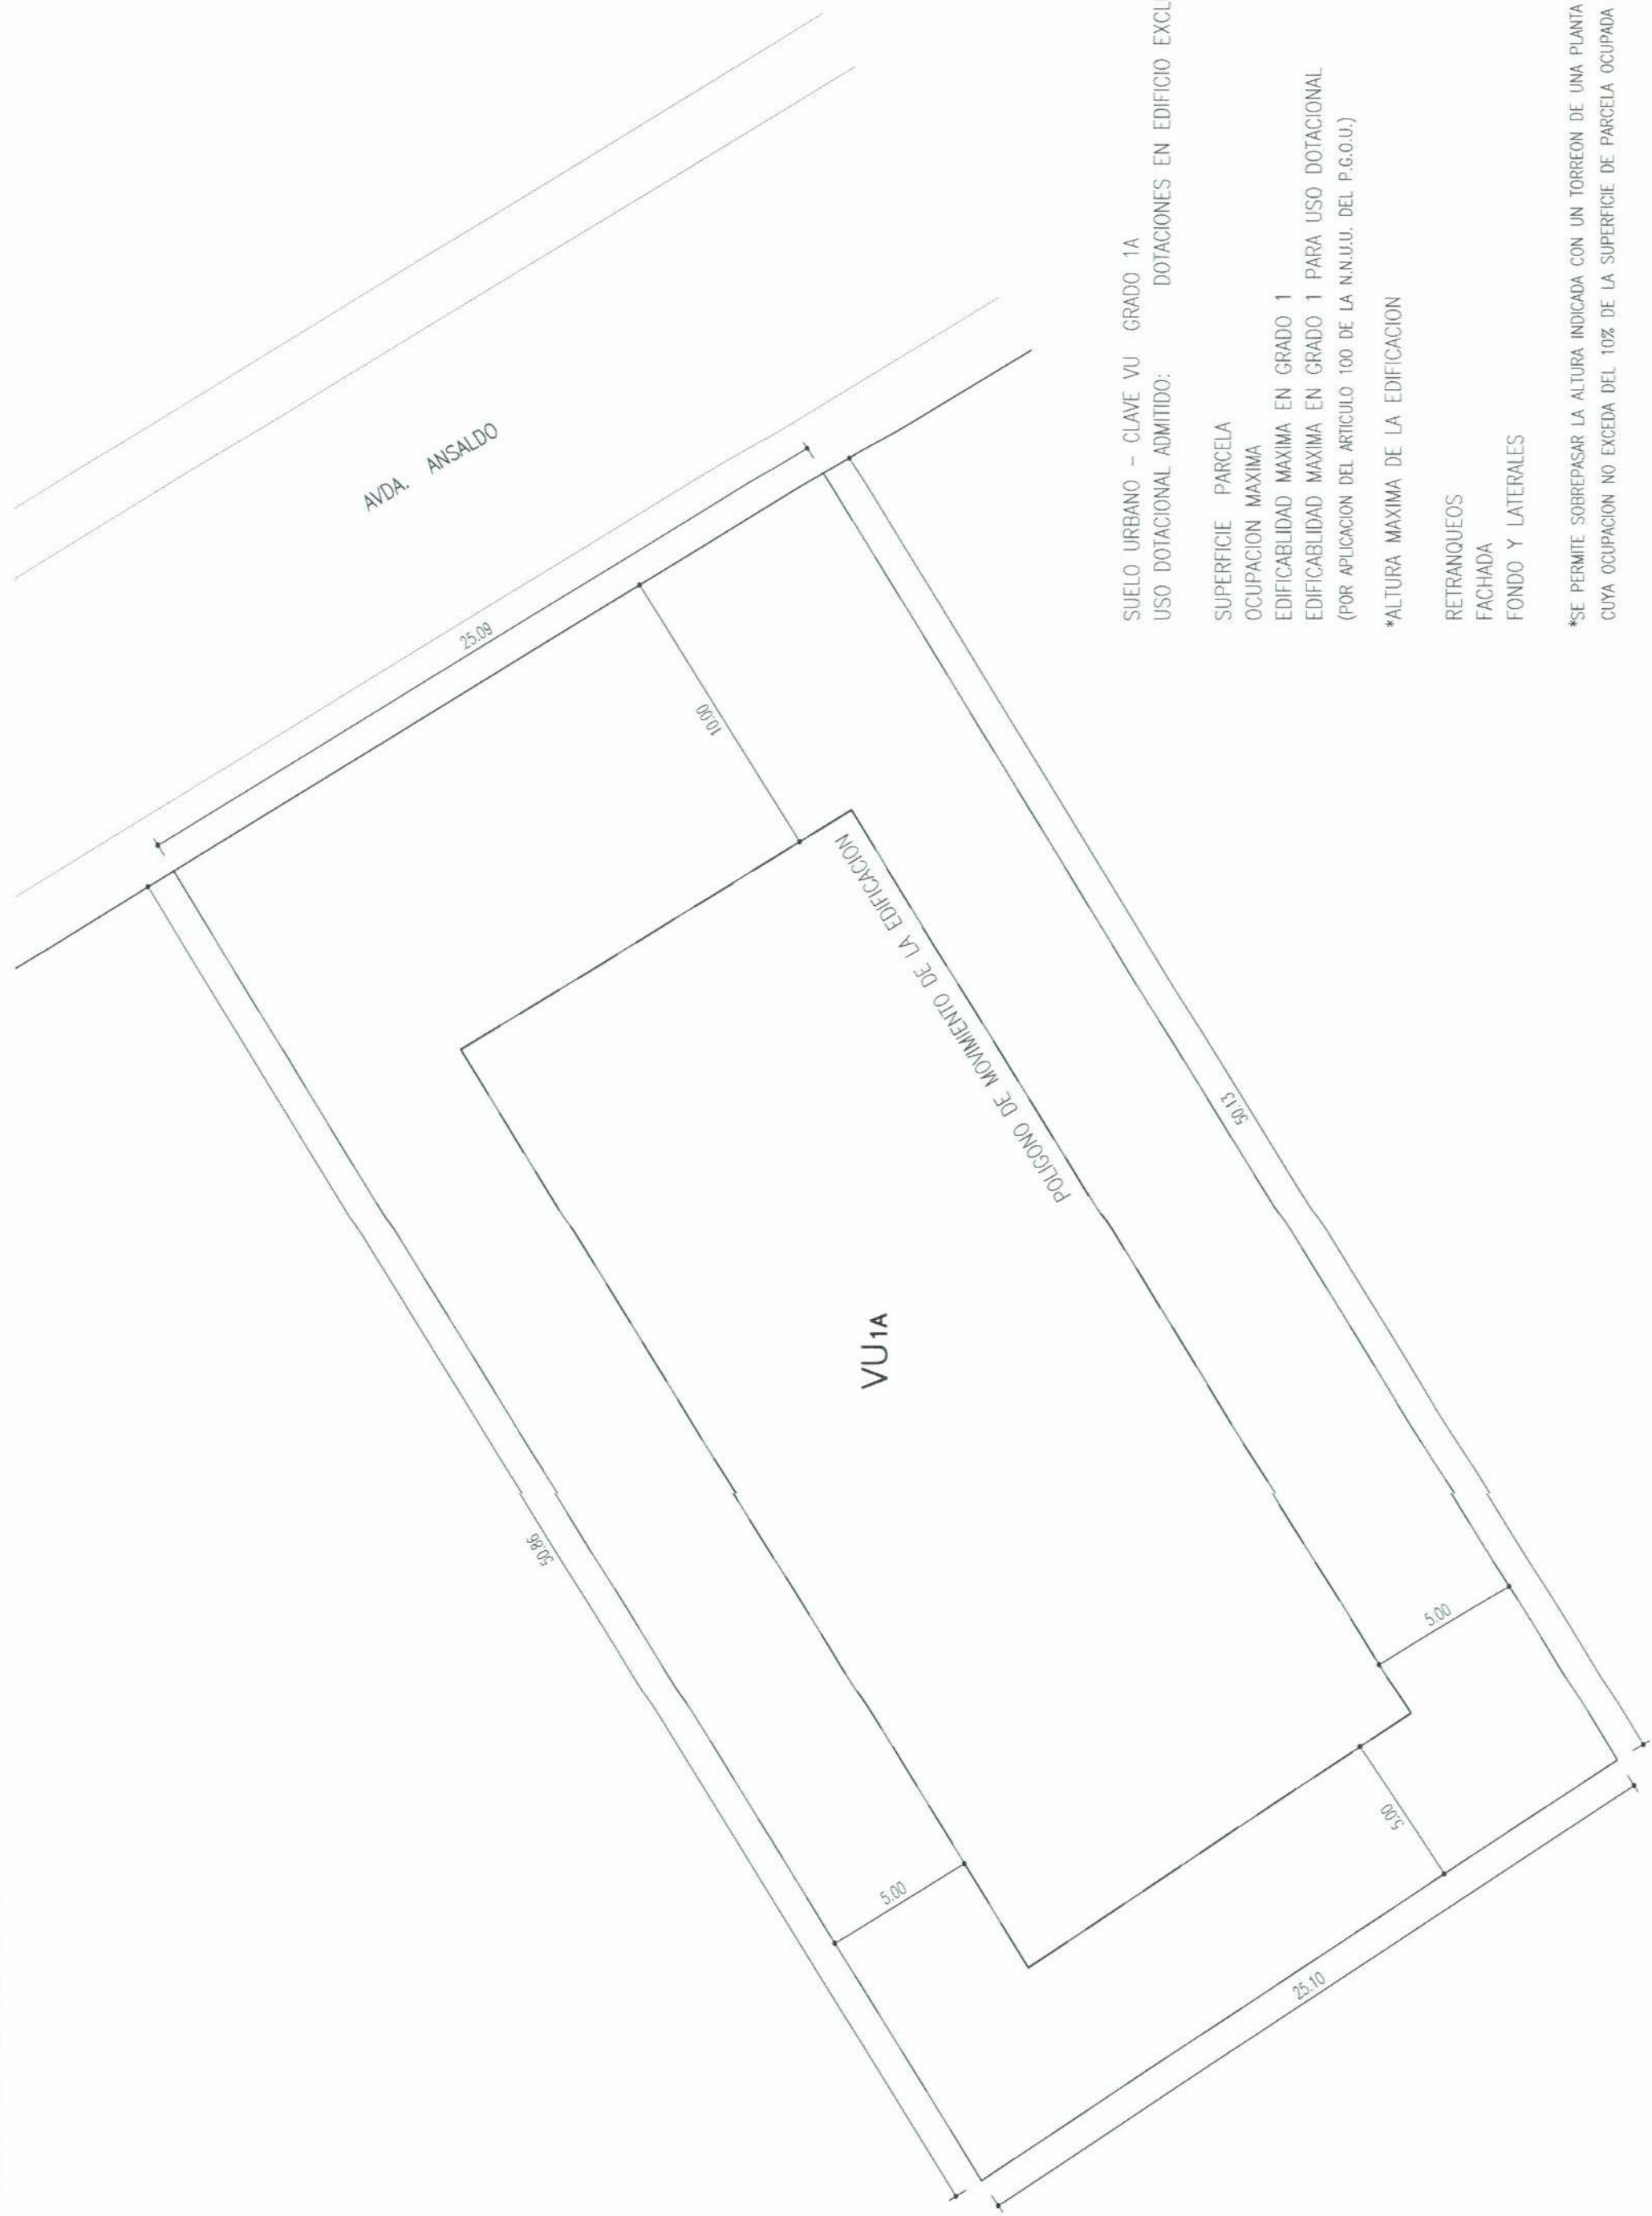 AVDA. ANSALDO
25.09
10.00
50.86
VU1A
POLIGONO DE MOVIMIENTO DE LA EDIFICACION
50.13
5.00
5.00
5.00
25.10
SUELO URBANO - CLAVE VU GRADO 1A
USO DOTACIONAL ADMITIDO: DOTACIONES EN EDIFICIO EXCL
SUPERFICIE PARCELA
OCUPACION MAXIMA
EDIFICABLIDAD MAXIMA EN GRADO 1
EDIFICABLIDAD MAXIMA EN GRADO 1 PARA USO DOTACIONAL
(POR APLICACION DEL ARTICULO 100 DE LA N.N.U.U. DEL P.G.O.U.)
*ALTURA MAXIMA DE LA EDIFICACION
RETRANQUEOS
FACHADA
FONDO Y LATERALES
*SE PERMITE SOBREPASAR LA ALTURA INDICADA CON UN TORREON DE UNA PLANTA
CUYA OCUPACION NO EXCEDA DEL 10% DE LA SUPERFICIE DE PARCELA OCUPADA